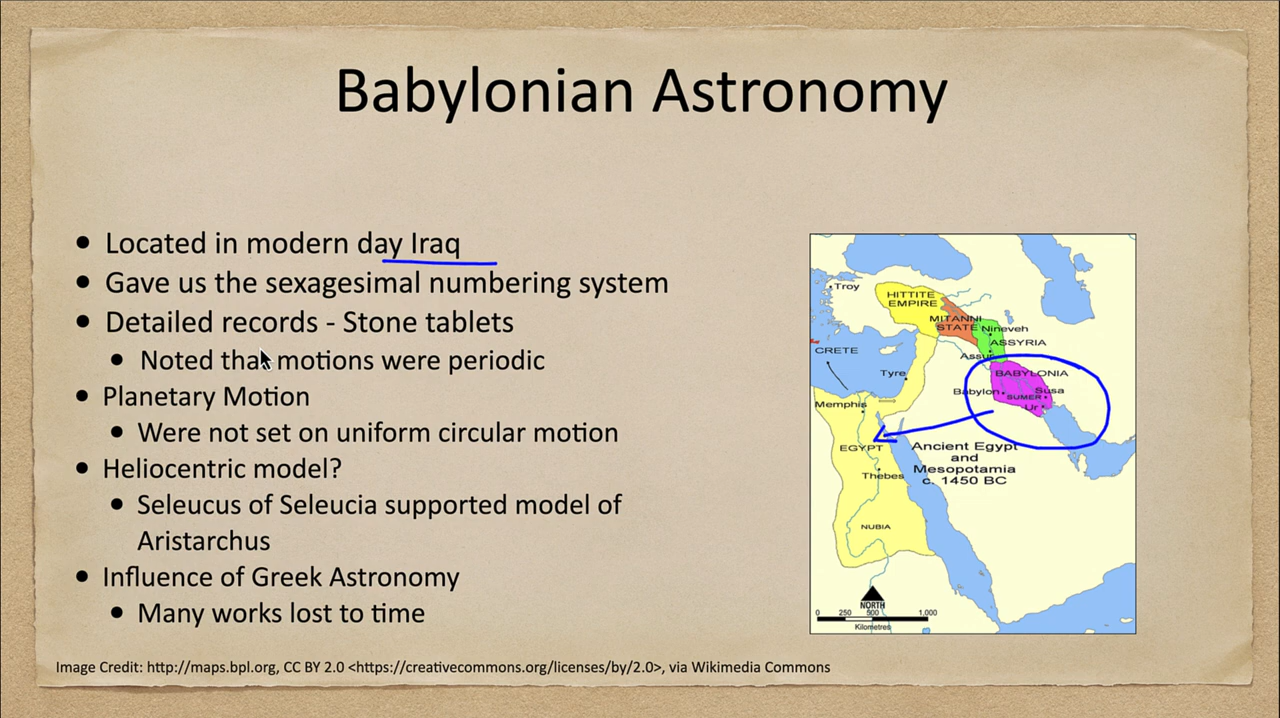 Babylonian Astronomy
• Located in modern day Iraq
• Gave us the sexagesimal numbering system
• Detailed records - Stone tablets
• Noted that motions were periodic
• Planetary Motion
• Were not set on uniform circular motion
• Heliocentric model?
• Seleucus of Seleucia supported model of
Aristarchus
• Influence of Greek Astronomy
• Many works lost to time
Troy
HITTITE
EMPIRE
MITANNI
STATE
Nineveh
ASSYRIA
Assur
CRETE
Tyre
BABYLONIA
Babylon
Susa
SUMER
Ur
Memphis
EGYPT
Ancient Egypt
and
Mesopotamia
c. 1450 BC
Thebes
NUBIA
NORTH
0 250 500 1,000
Kilometres
Image Credit: http://maps.bpl.org, CC BY 2.0 <https://creativecommons.org/licenses/by/2.0>, via Wikimedia Commons